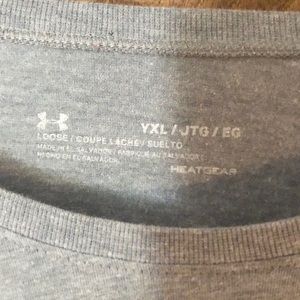 YXL / JTG / EG
LOOSE / COUPE LÂCHE / SUELTO
MADE IN EL SALVADOR / FABRIQUÉ AU SALVADOR /
HECHO EN EL SALVADOR
HEATGEAR